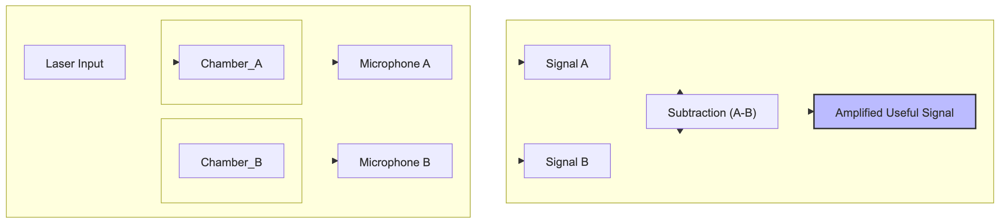 Laser Input
Chamber_A
Microphone A
Chamber_B
Microphone B
Signal A
Subtraction (A-B)
Amplified Useful Signal
Signal B